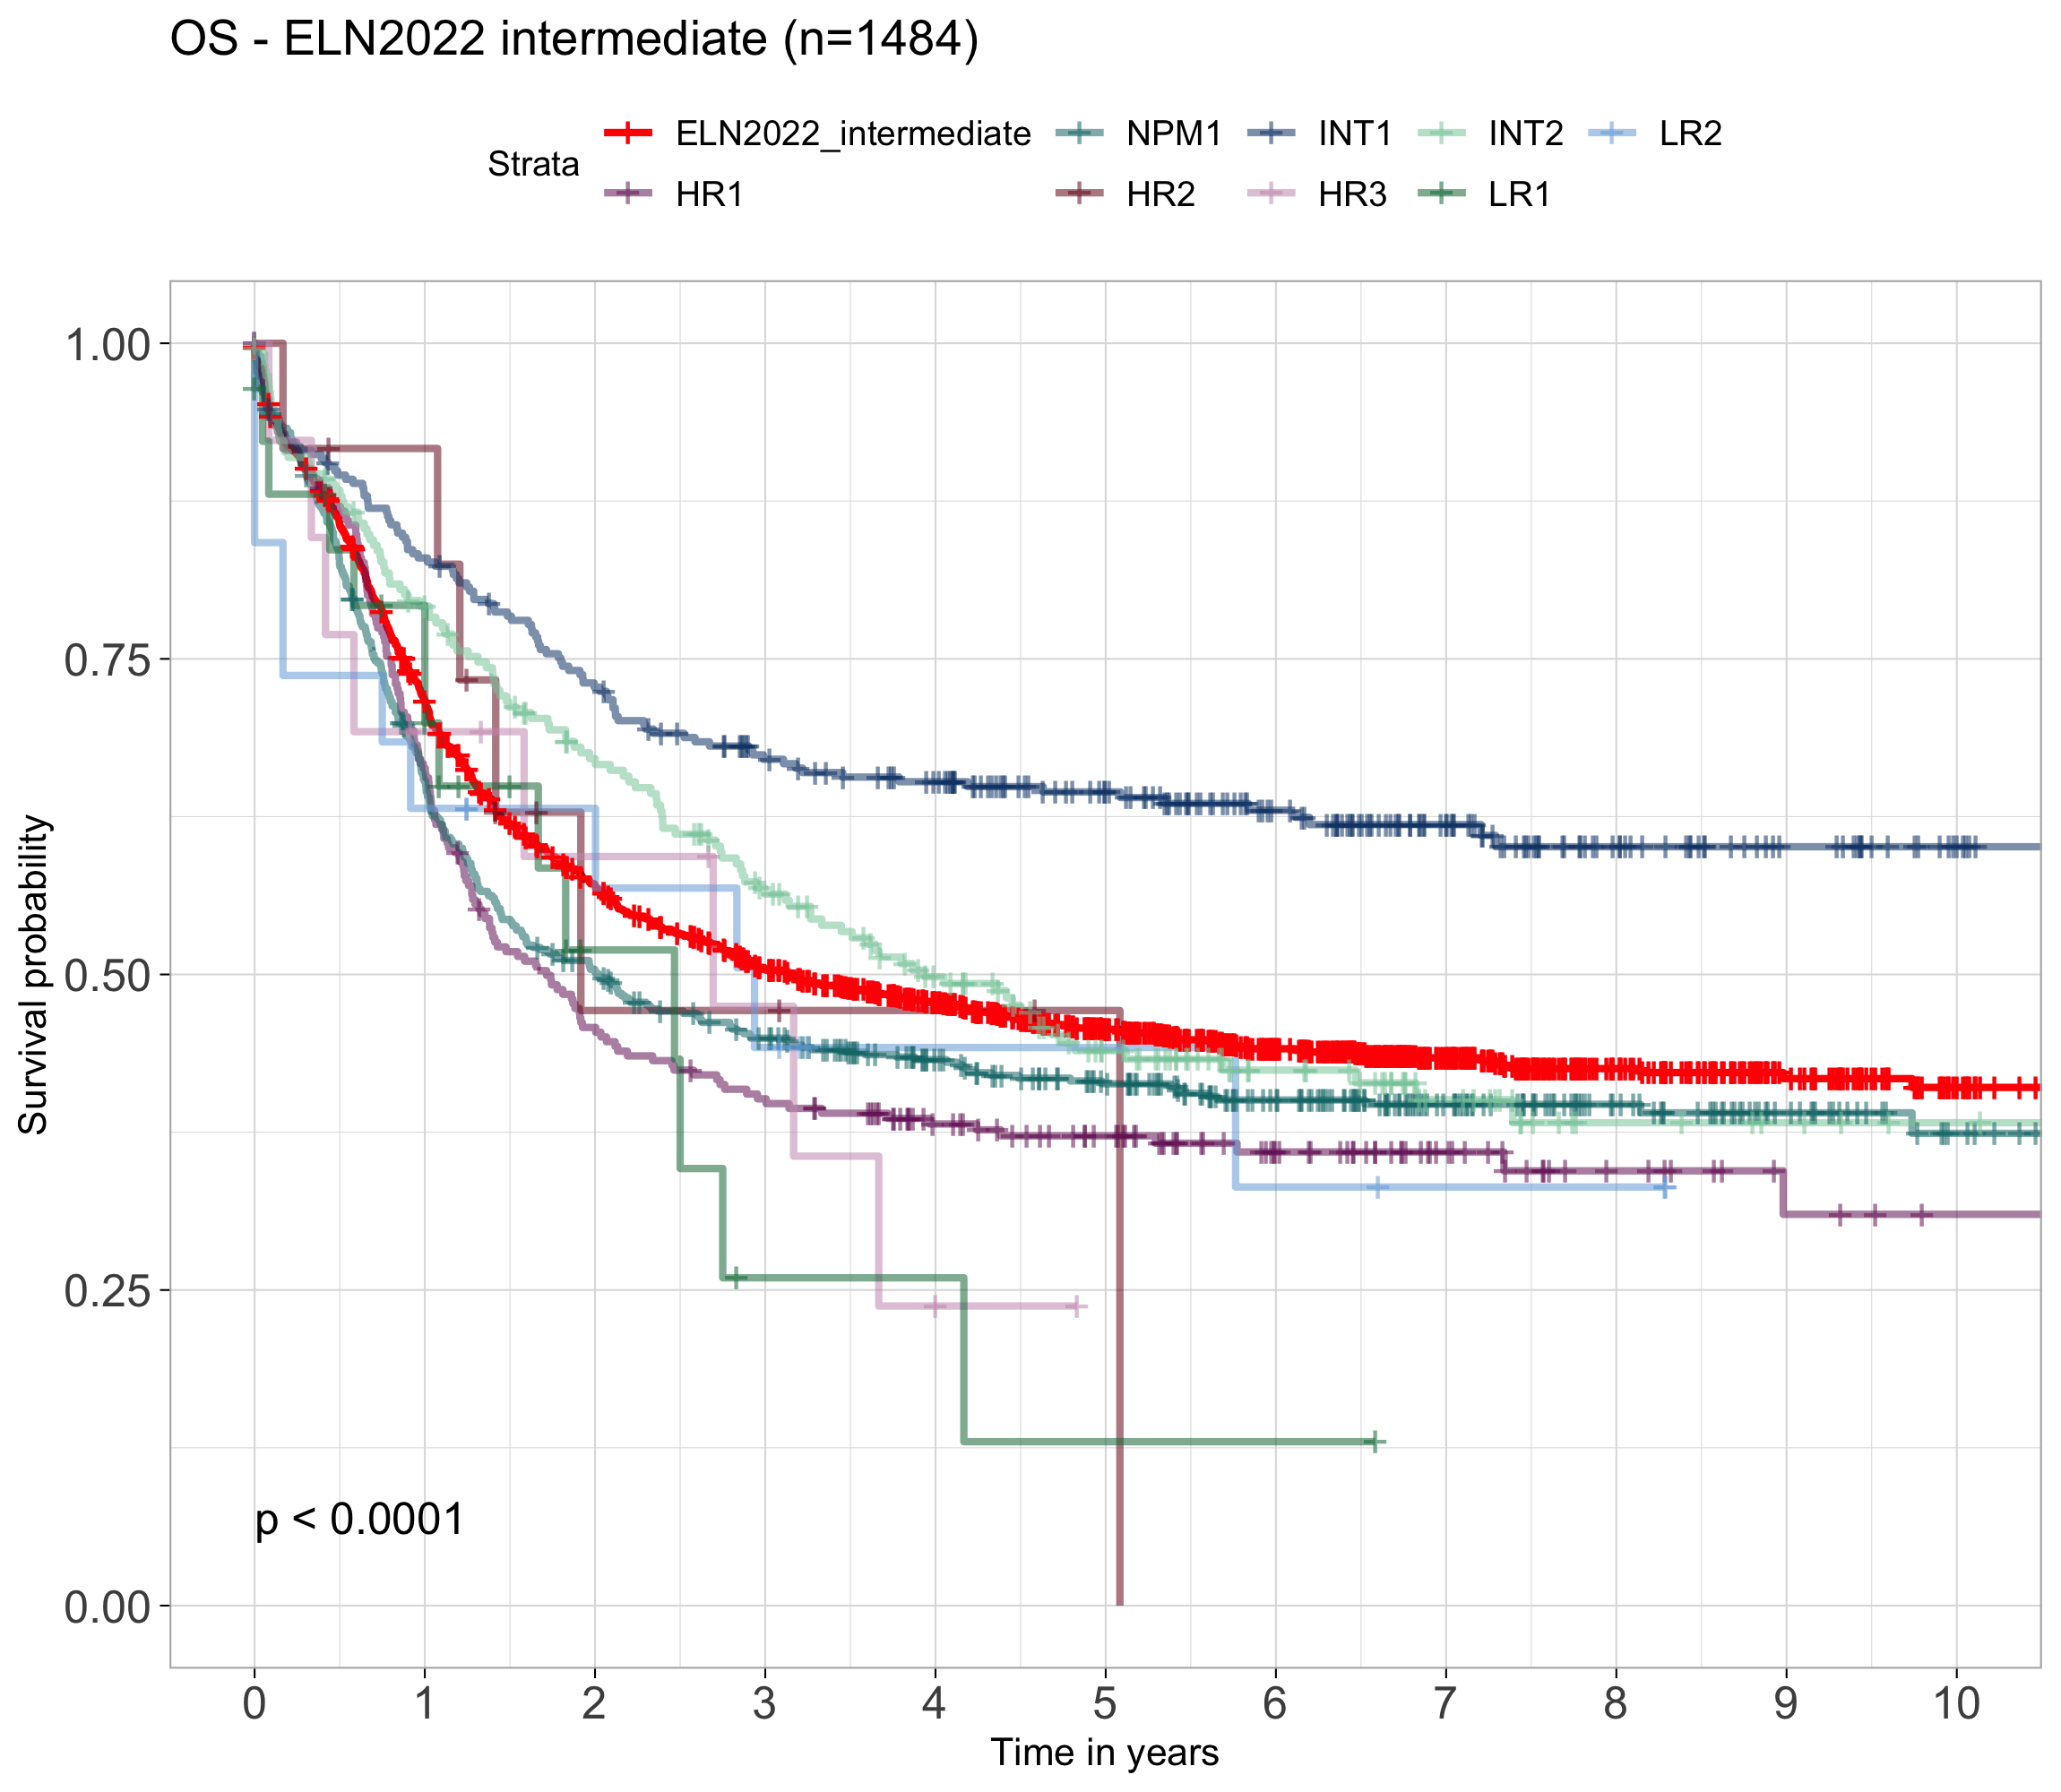 OS - ELN2022 intermediate (n=1484)
Strata
ELN2022_intermediate NPM1 INT1 INT2 LR2
HR1 HR2 HR3 LR1
Survival probability
1.00
0.75
0.50
0.25
0.00
p < 0.0001
0 1 2 3 4 5 6 7 8 9 10
Time in years